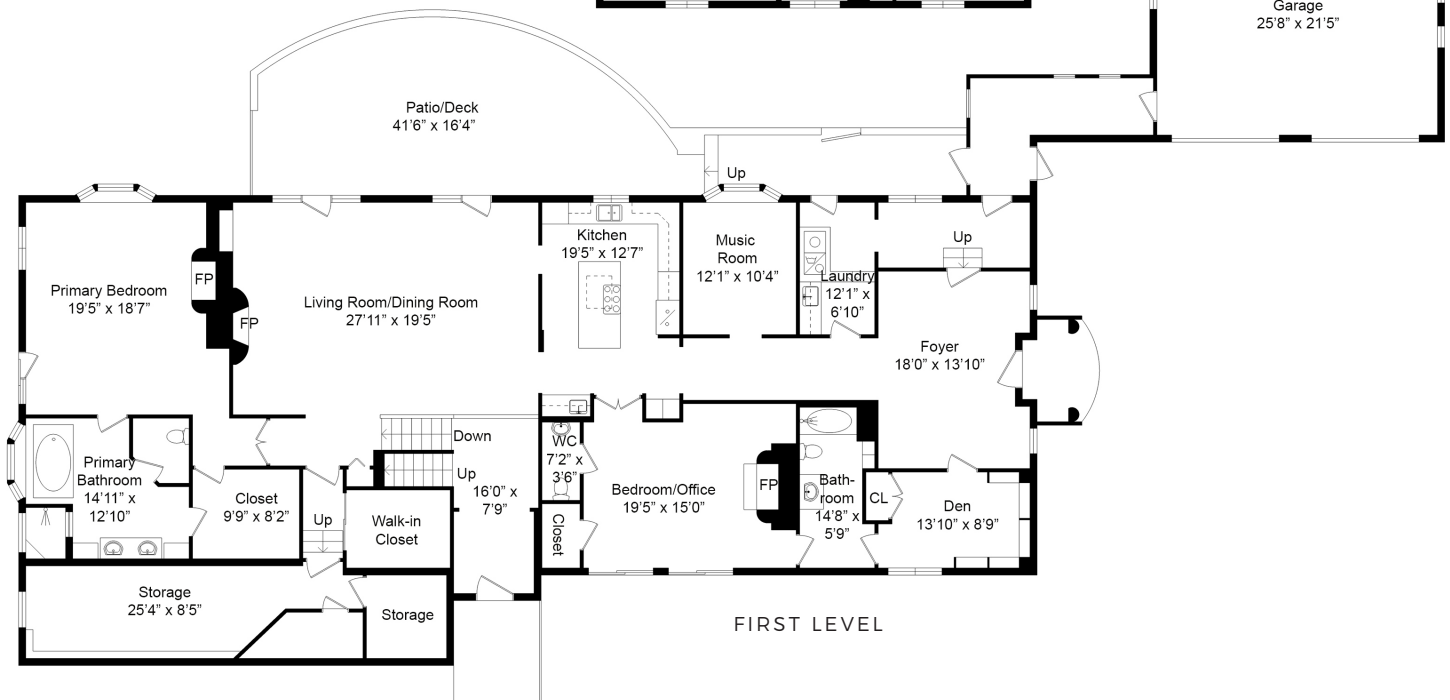 Garage
25’8” x 21’5”
Patio/Deck
41’6” x 16’4”
Up
Kitchen
19’5” x 12’7”
Music
Room
12’1” x 10’4”
Up
Laundry
12’1” x
6’10”
Primary Bedroom
19’5” x 18’7”
FP
FP
Living Room/Dining Room
27’11” x 19’5”
Foyer
18’0” x 13’10”
Down
Up
16’0” x
7’9”
WC
7’2” x
3’6”
Primary
Bathroom
14’11” x
12’10”
Closet
9’9” x 8’2”
Up
Walk-in
Closet
Closet
Bedroom/Office
19’5” x 15’0”
FP
Bath-
room
14’8” x
5’9”
CL
Den
13’10” x 8’9”
Storage
25’4” x 8’5”
Storage
FIRST LEVEL